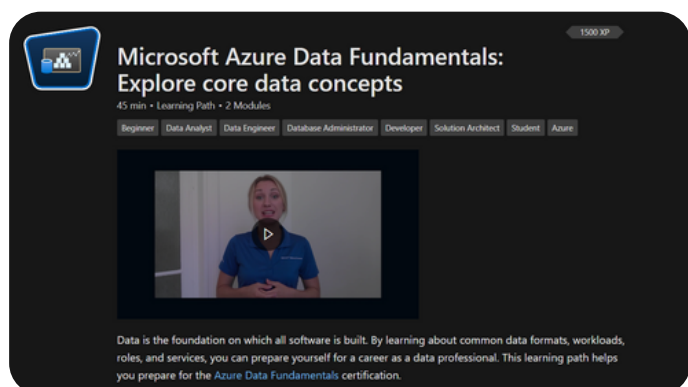 1500 XP
Microsoft Azure Data Fundamentals:
Explore core data concepts
45 min • Learning Path • 2 Modules
Beginner Data Analyst Data Engineer Database Administrator Developer Solution Architect Student Azure
Data is the foundation on which all software is built. By learning about common data formats, workloads,
roles, and services, you can prepare yourself for a career as a data professional. This learning path helps
you prepare for the Azure Data Fundamentals certification.